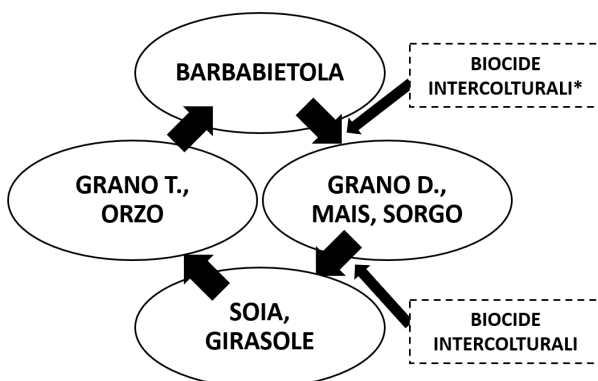 BARBABIETOLA
BIOCIDE
INTERCOLTURALI*
GRANO T.,
ORZO
GRANO D.,
MAIS, SORGO
SOIA,
GIRASOLE
BIOCIDE
INTERCOLTURALI